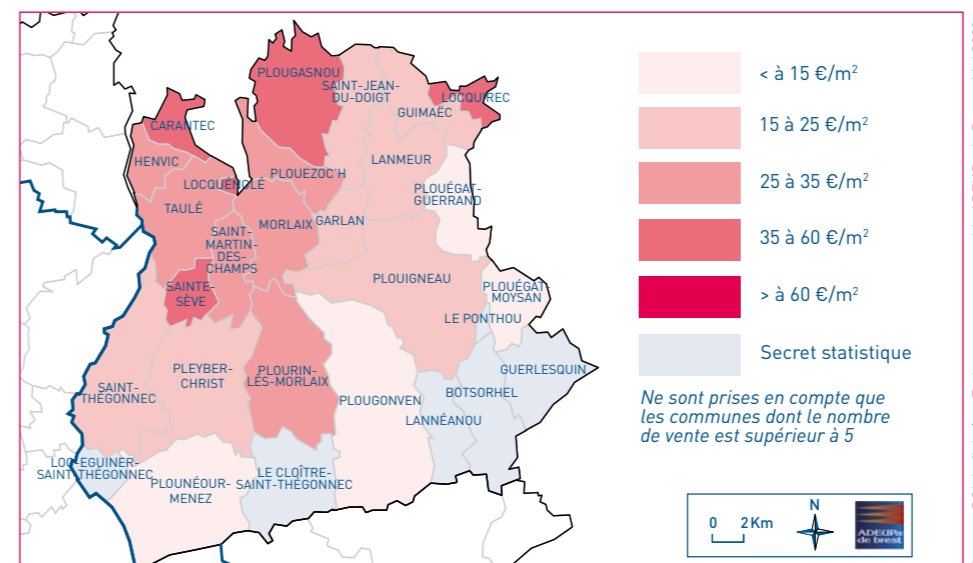 PLOUGASNOU
SAINT-JEAN-
DU-DOIGT
LOCQUIREC
GUIMAËC
CARANTEC
HENVIC
LANMEUR
LOCQUÉNOLÉ
PLOUEZOC'H
PLOUÉGAT-
GUERRAND
TAULÉ
MORLAIX
GARLAN
SAINT-
MARTIN-
DES-
CHAMPS
PLOUIGNEAU
SAINTE-
SÈVE
PLOUÉGAT-
MOYSAN
LE PONTHOU
PLEYBER-
CHRIST
PLOURIN-
LÈS-MORLAIX
GUERLESQUIN
SAINT-
THÉGONNEC
BOTSORHEL
PLOUGONVEN
LANNÉANOU
LOC-EGUINER-
SAINT-THÉGONNEC
LE CLOÎTRE-
SAINT-THÉGONNEC
PLOUNÉOUR-
MENEZ
< à 15 €/m²
15 à 25 €/m²
25 à 35 €/m²
35 à 60 €/m²
> à 60 €/m²
Secret statistique
Ne sont prises en compte que
les communes dont le nombre
de vente est supérieur à 5
0 2 Km
N
ADEUPa
de brest